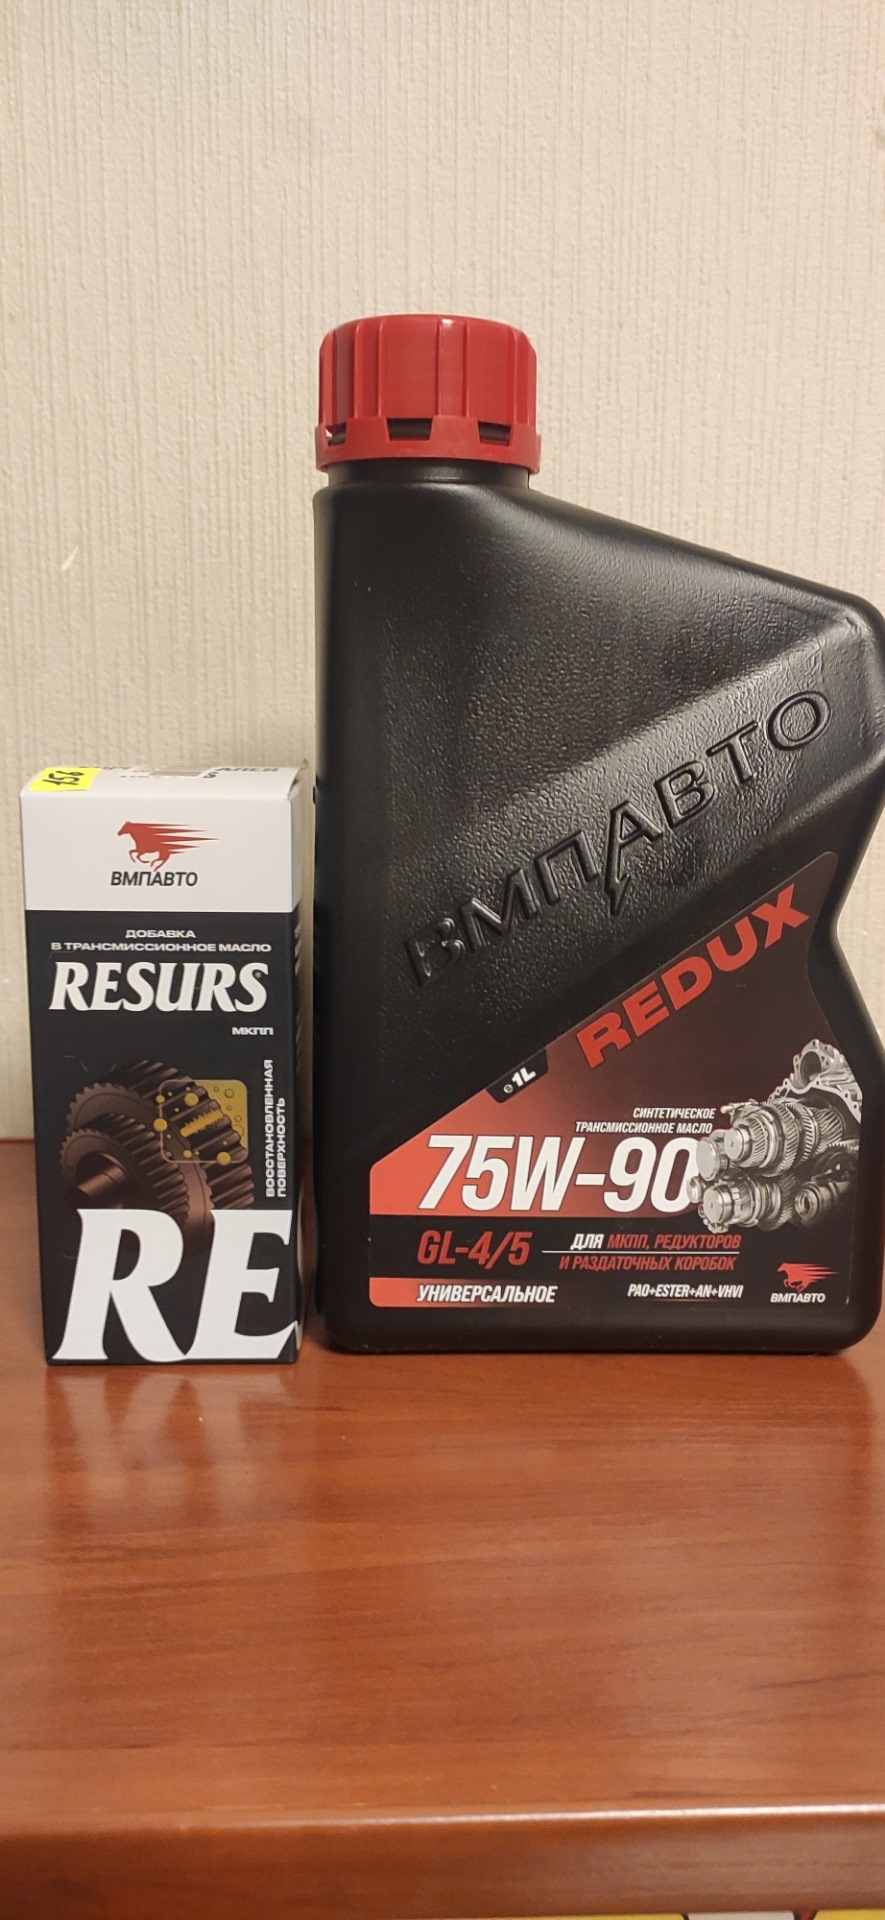 156
ВМПАВТО
ДОБАВКА
В ТРАНСМИССИОННОЕ МАСЛО
RESURS
МКПП
ВОССТАНОВЛЕННАЯ
ПОВЕРХНОСТЬ
RE
ВМПАВТО
REDUX
e 1L
СИНТЕТИЧЕСКОЕ
ТРАНСМИССИОННОЕ МАСЛО
75W-90
GL-4/5
ДЛЯ МКПП, РЕДУКТОРОВ
И РАЗДАТОЧНЫХ КОРОБОК
УНИВЕРСАЛЬНОЕ
PAO+ESTER+AN+VHVI
ВМПАВТО